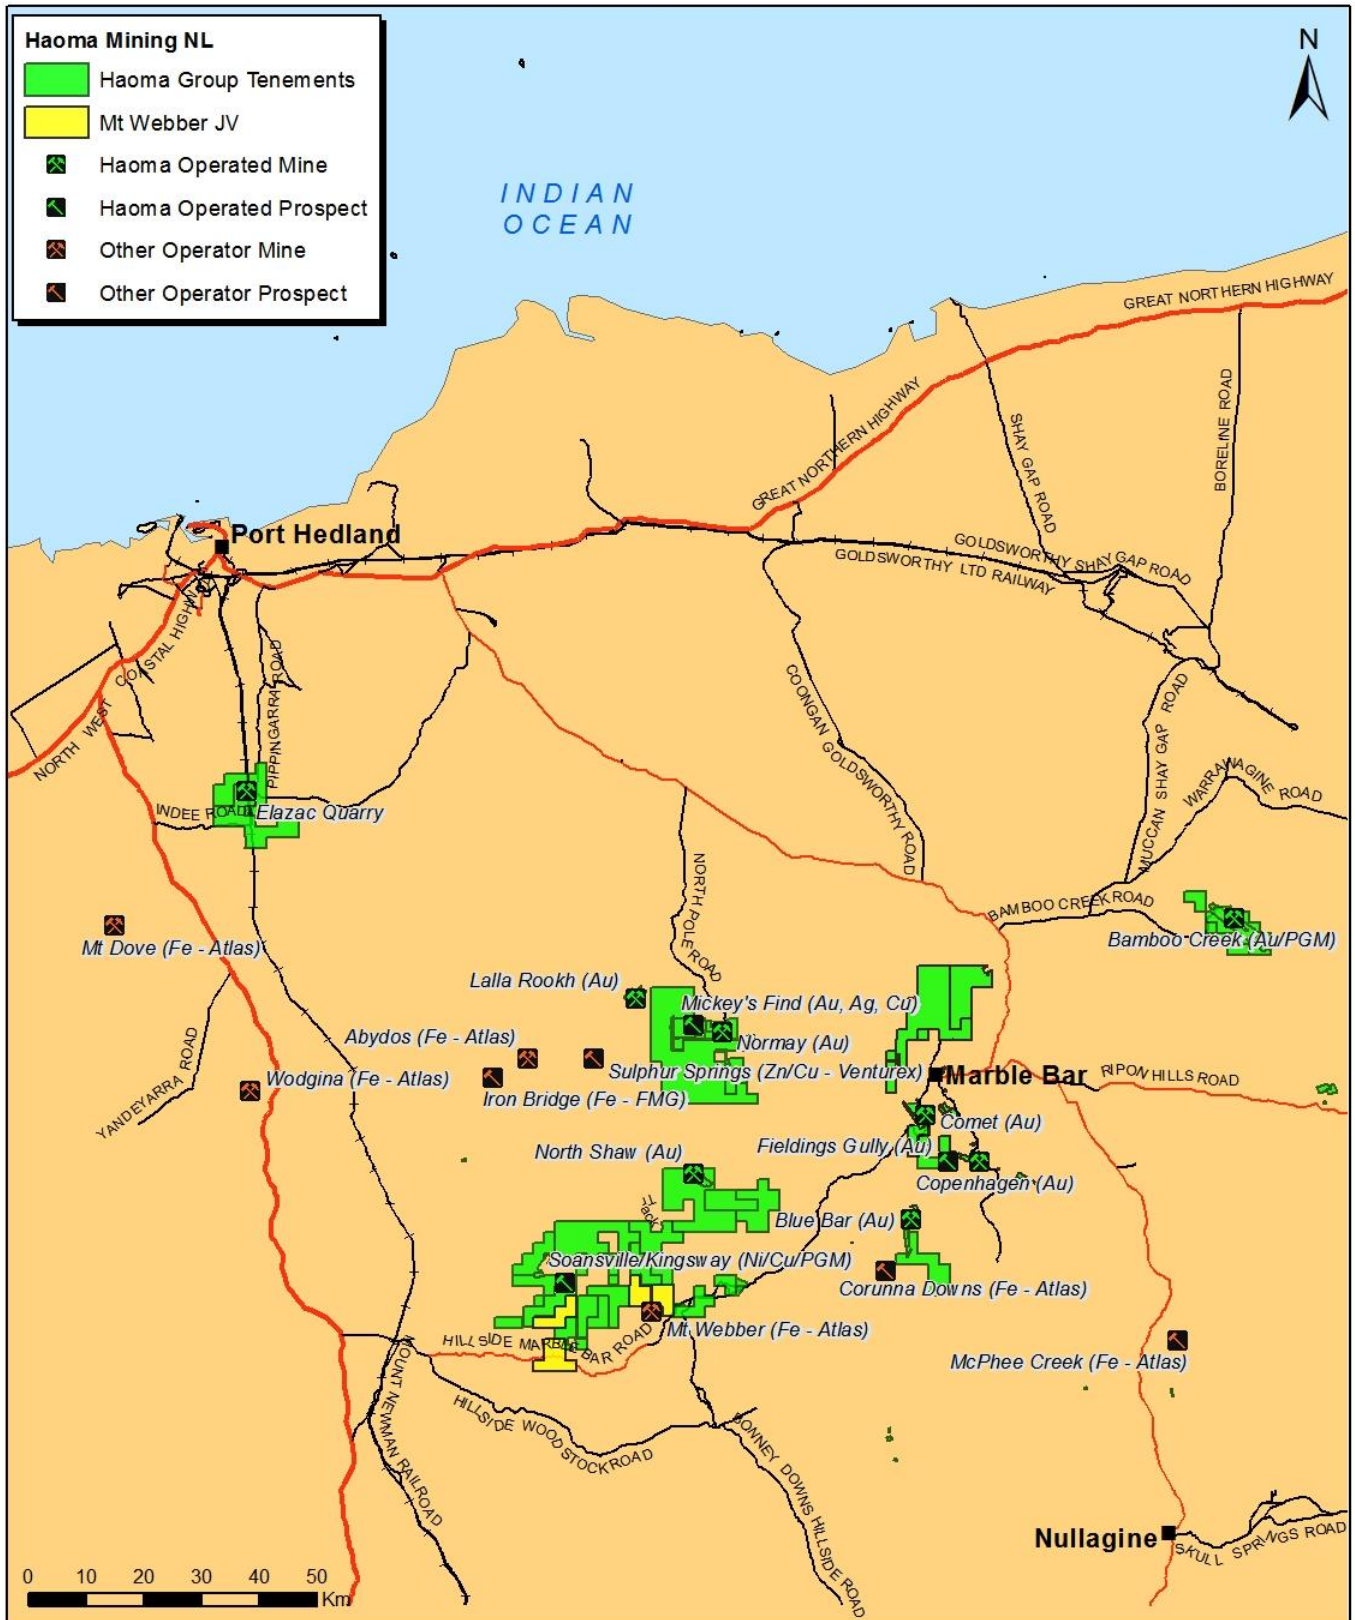 Haoma Mining NL
Haoma Group Tenements
Mt Webber JV
Haoma Operated Mine
Haoma Operated Prospect
Other Operator Mine
Other Operator Prospect
N
INDIAN
OCEAN
GREAT NORTHERN HIGHWAY
GREAT NORTHERN HIGHWAY
SHAY GAP ROAD
BORELINE ROAD
Port Hedland
GOLDSWORTHY SHAY GAP ROAD
GOLDSWORTHY LTD RAILWAY
NORTH WEST COASTAL HIGHW
PIPPINGARRA ROAD
COONGAN GOLDSWORTHY ROAD
MUCCAN SHAY GAP ROAD
WARRAWAGINE ROAD
INDEE ROAD
Elazac Quarry
NORTH POLE ROAD
BAMBOO CREEK ROAD
Bamboo Creek (Au/PGM)
Mt Dove (Fe - Atlas)
Lalla Rookh (Au)
Mickey's Find (Au, Ag, Cu)
Abydos (Fe - Atlas)
Normay (Au)
YANDEYARRA ROAD
Wodgina (Fe - Atlas)
Sulphur Springs (Zn/Cu - Venturex)
Marble Bar
RIPON HILLS ROAD
Iron Bridge (Fe - FMG)
Comet (Au)
North Shaw (Au)
Fieldings Gully (Au)
Copenhagen (Au)
Blue Bar (Au)
Soansville/Kingsway (Ni/Cu/PGM)
Corunna Downs (Fe - Atlas)
Mt Webber (Fe - Atlas)
HILLSIDE MARBLE BAR ROAD
McPhee Creek (Fe - Atlas)
MOUNT NEWMAN RAILROAD
HILLSIDE WOODSTOCK ROAD
BONNEY DOWNS HILLSIDE ROAD
Nullagine
SKULL SPRINGS ROAD
0 10 20 30 40 50
Km